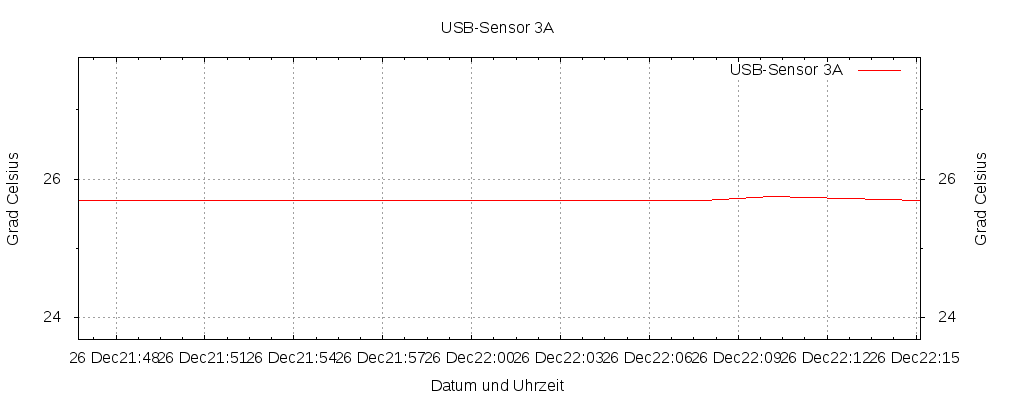 USB-Sensor 3A
USB-Sensor 3A
Grad Celsius
26
24
26
24
Grad Celsius
26 Dec21:48 26 Dec21:51 26 Dec21:54 26 Dec21:57 26 Dec22:00 26 Dec22:03 26 Dec22:06 26 Dec22:09 26 Dec22:12 26 Dec22:15
Datum und Uhrzeit